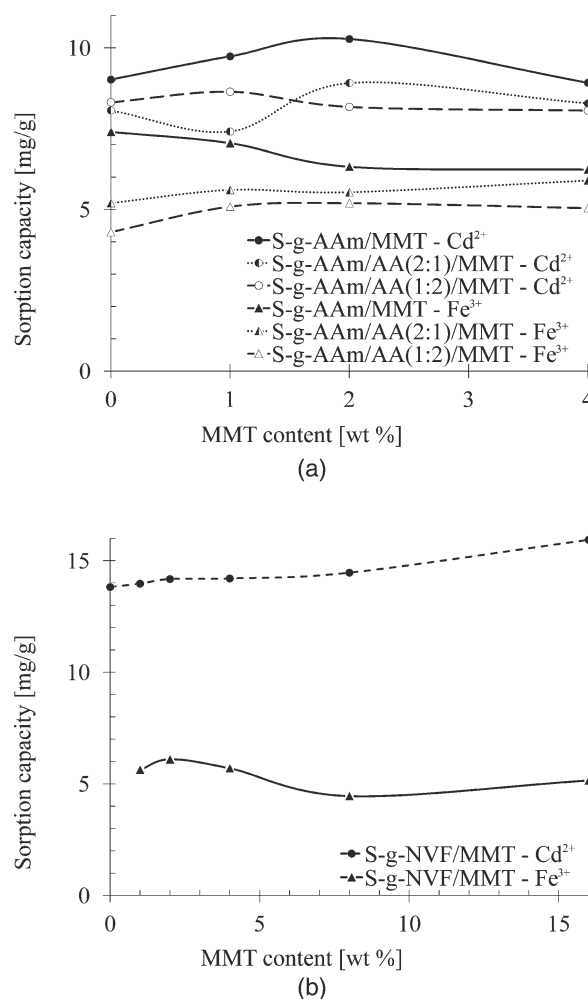 10
5
0
Sorption capacity [mg/g]
S-g-AAm/MMT - Cd²⁺
S-g-AAm/AA(2:1)/MMT - Cd²⁺
S-g-AAm/AA(1:2)/MMT - Cd²⁺
S-g-AAm/MMT - Fe³⁺
S-g-AAm/AA(2:1)/MMT - Fe³⁺
S-g-AAm/AA(1:2)/MMT - Fe³⁺
0 1 2 3 4
MMT content [wt %]
(a)
15
10
5
0
Sorption capacity [mg/g]
S-g-NVF/MMT - Cd²⁺
S-g-NVF/MMT - Fe³⁺
0 5 10 15
MMT content [wt %]
(b)